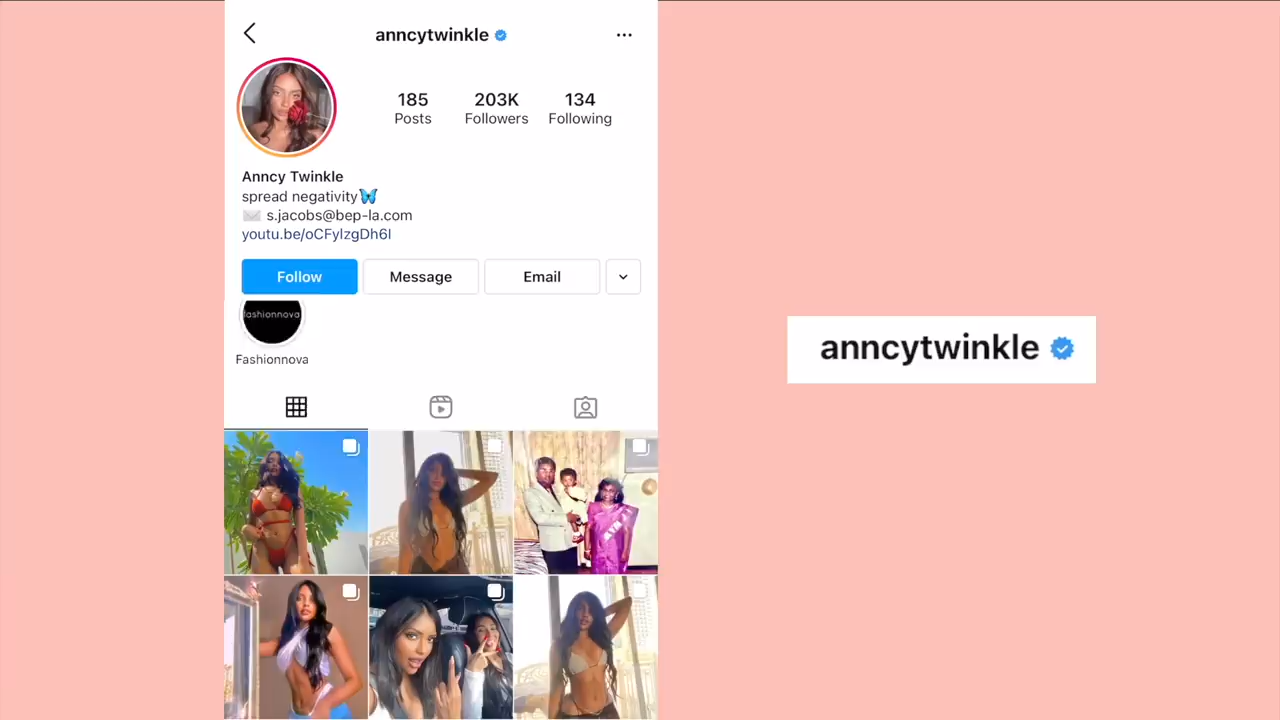 anncytwinkle
185 203K 134
Posts Followers Following
Anncy Twinkle
spread negativity🦋
✉️ s.jacobs@bep-la.com
youtu.be/oCFyIzgDh6I
Follow Message Email
fashionnova
Fashionnova
anncytwinkle